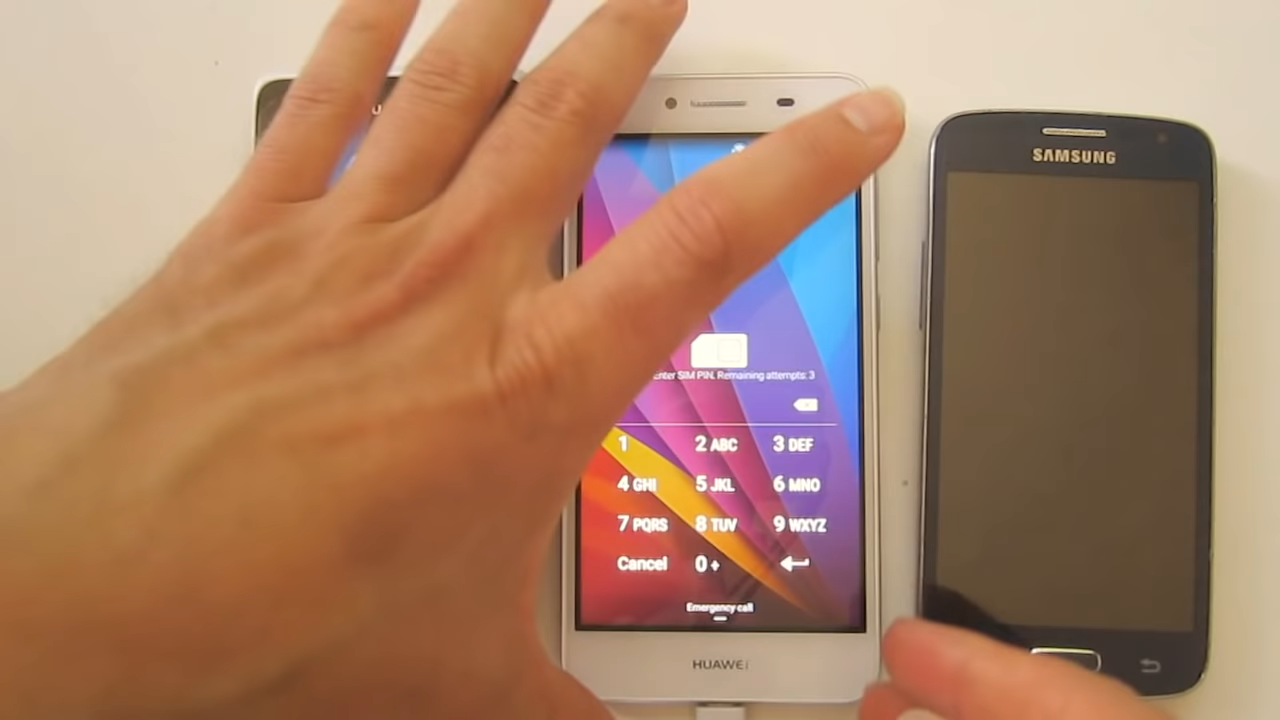 SAMSUNG
Enter SIM PIN. Remaining attempts: 3
1
2 ABC
3 DEF
4 GHI
5 JKL
6 MNO
7 PQRS
8 TUV
9 WXYZ
Cancel
0 +
Emergency call
HUAWEI